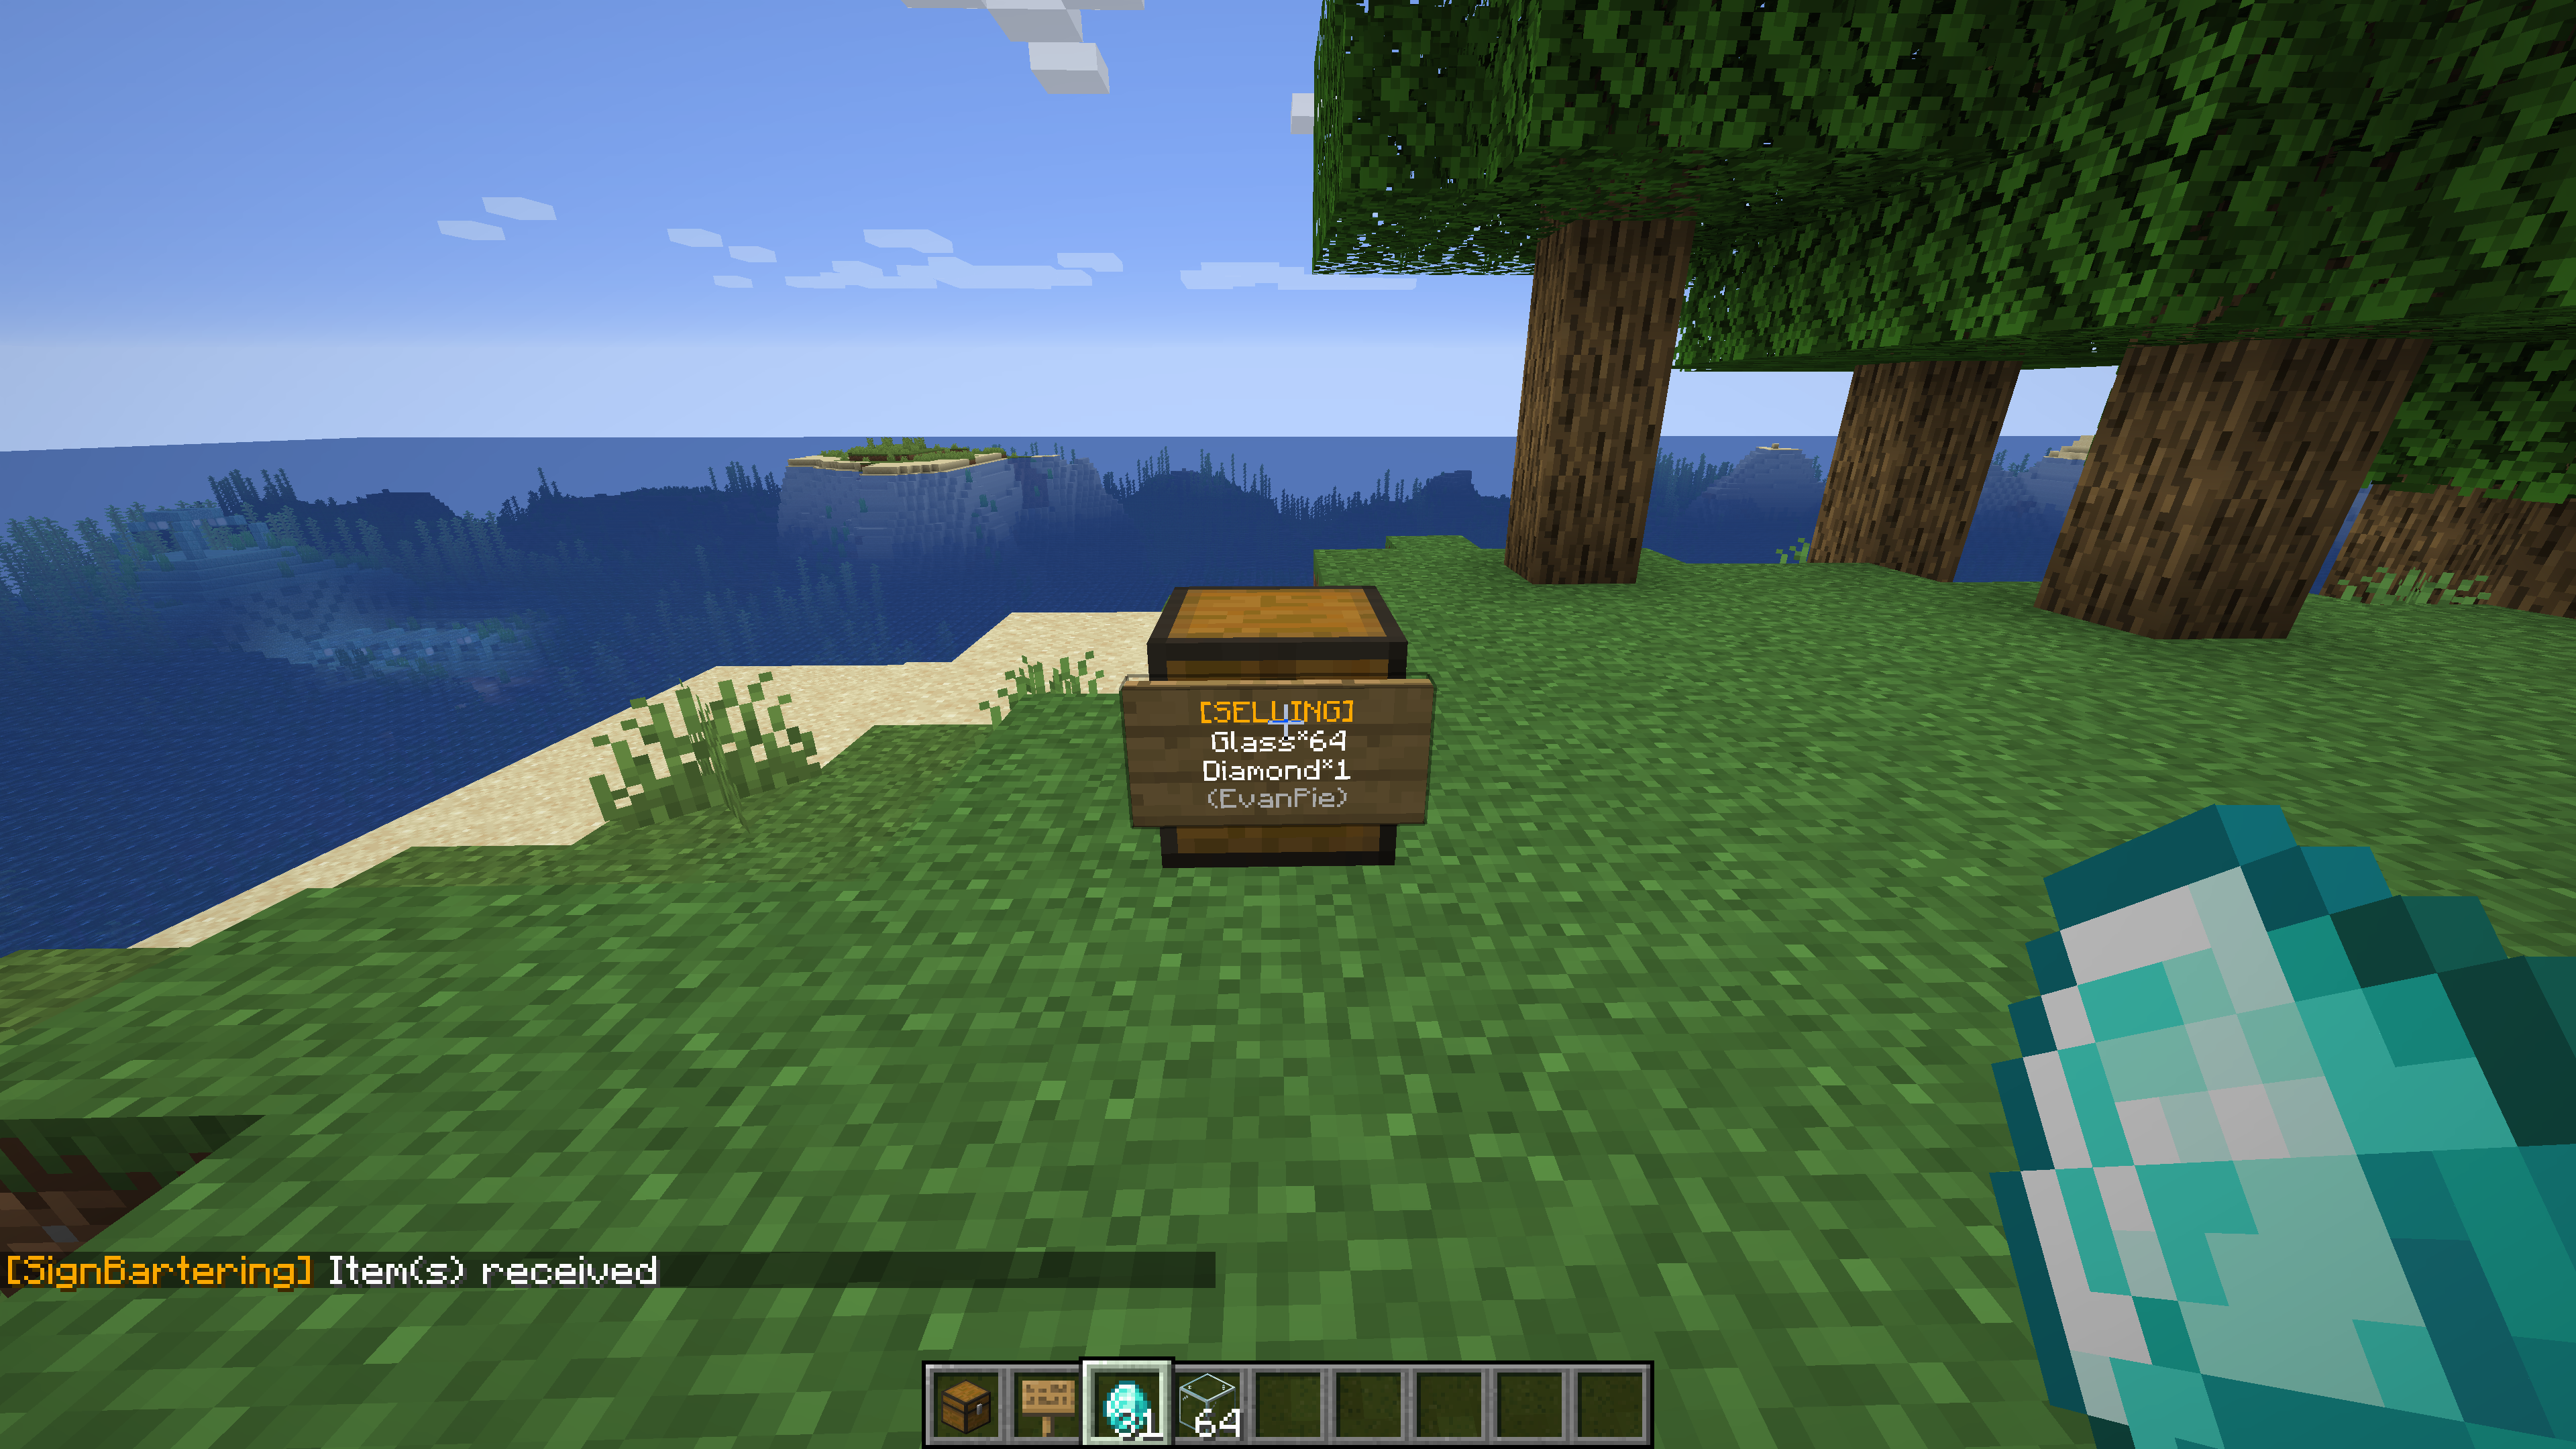 [SELLING]
Glass*64
Diamond*1
(EvanPie)
[SignBartering] Item(s) received
64